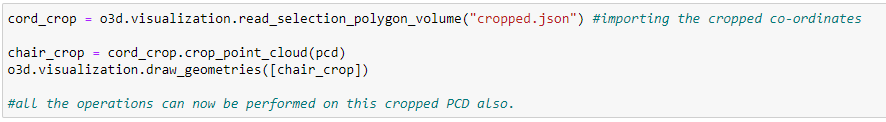 cord_crop = o3d.visualization.read_selection_polygon_volume("cropped.json") #importing the cropped co-ordinates
chair_crop = cord_crop.crop_point_cloud(pcd)
o3d.visualization.draw_geometries([chair_crop])
#all the operations can now be performed on this cropped PCD also.